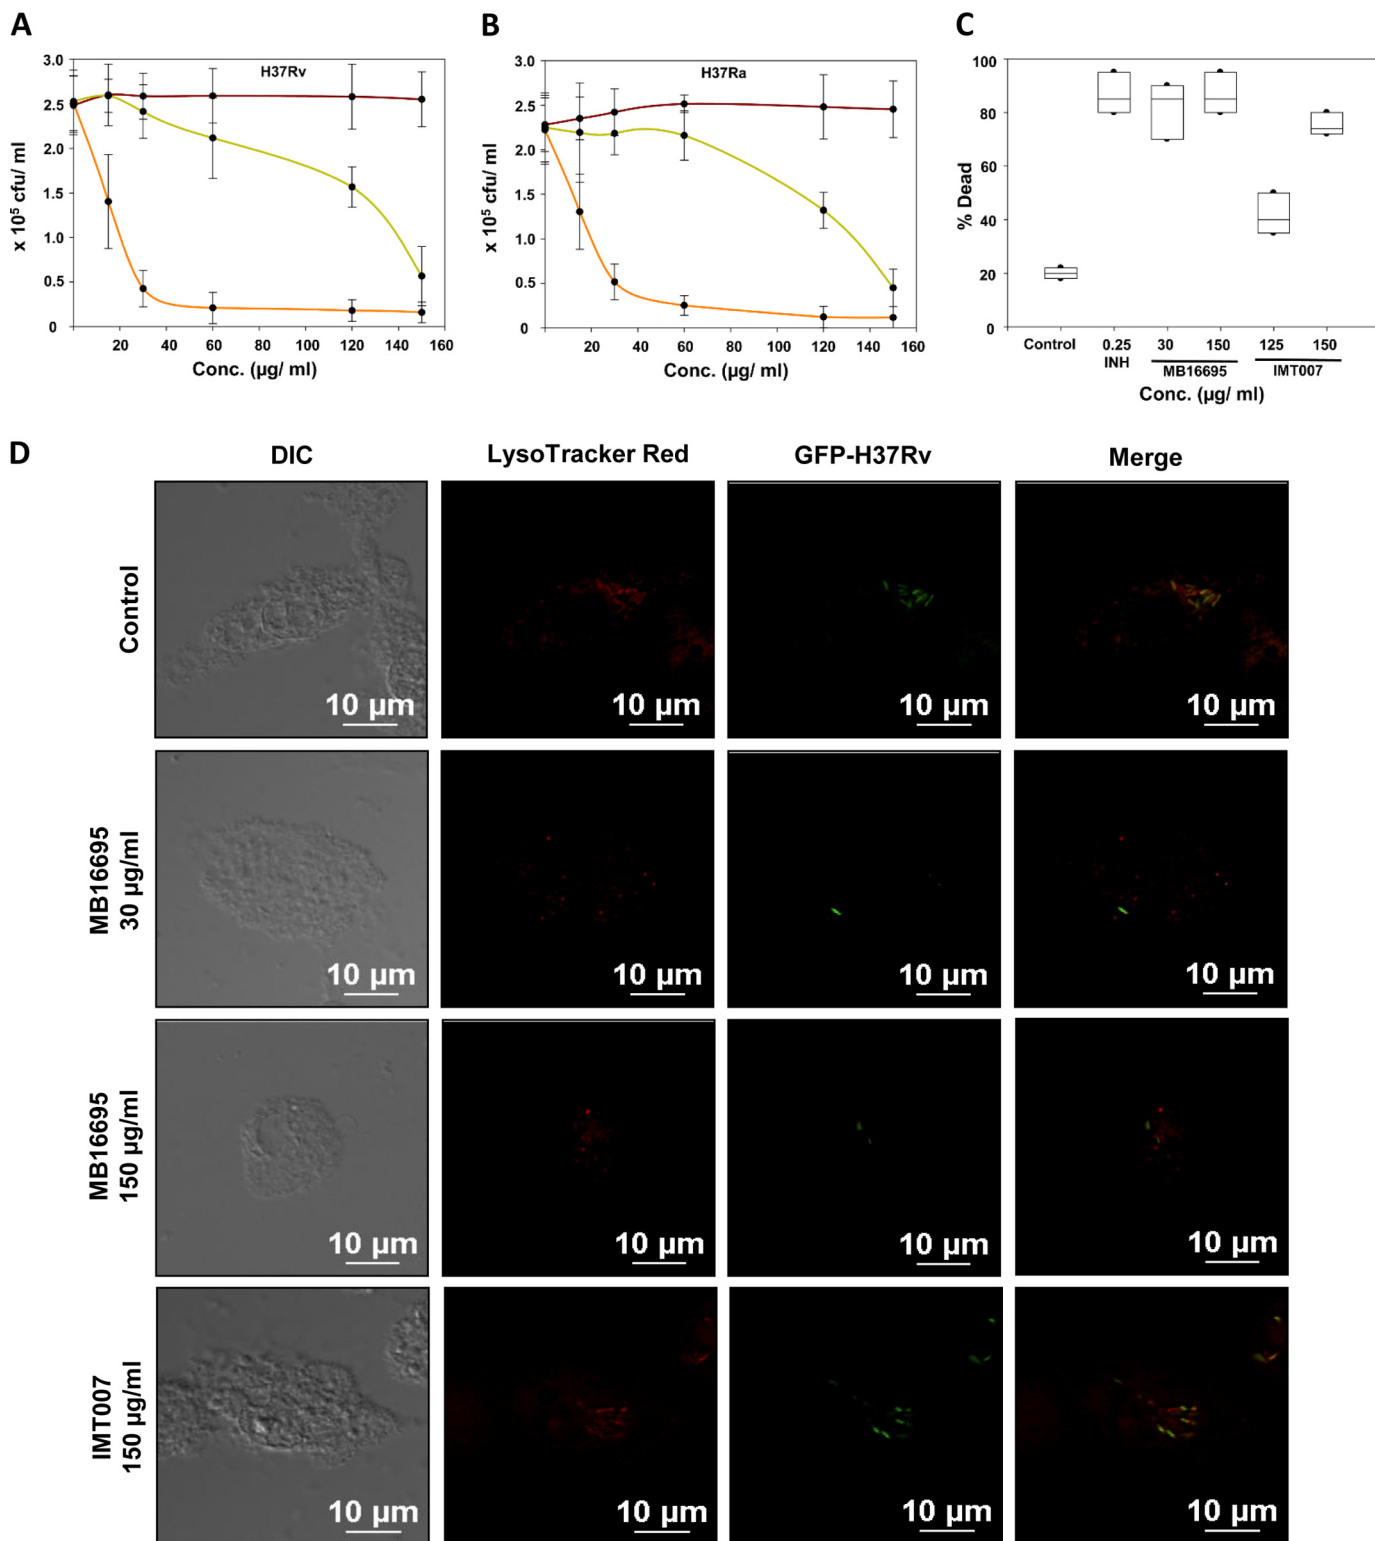 A
B
C
H37Rv
3.0
2.5
2.0
1.5
1.0
0.5
0
x 10⁵ cfu/ ml
20 40 60 80 100 120 140 160
Conc. (µg/ ml)
H37Ra
3.0
2.5
2.0
1.5
1.0
0.5
0
x 10⁵ cfu/ ml
20 40 60 80 100 120 140 160
Conc. (µg/ ml)
100
80
60
40
20
0
% Dead
Control 0.25 30 150 125 150
INH MB16695 IMT007
Conc. (µg/ ml)
D
DIC LysoTracker Red GFP-H37Rv Merge
Control
10 µm 10 µm 10 µm 10 µm
MB16695
30 µg/ml
10 µm 10 µm 10 µm 10 µm
MB16695
150 µg/ml
10 µm 10 µm 10 µm 10 µm
IMT007
150 µg/ml
10 µm 10 µm 10 µm 10 µm